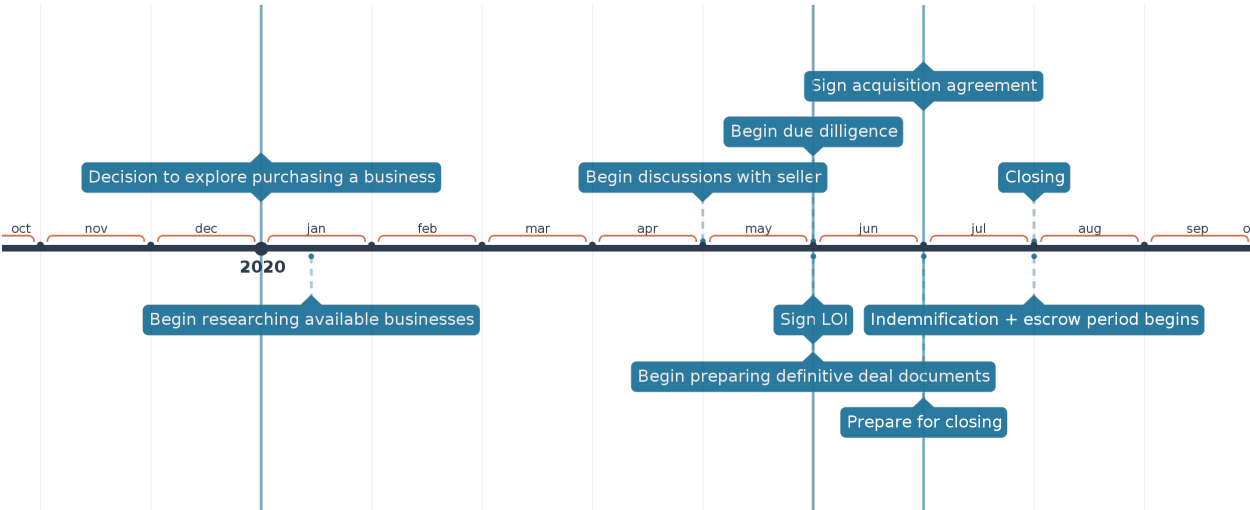 Sign acquisition agreement
Begin due dilligence
Decision to explore purchasing a business
Begin discussions with seller
Closing
oct nov dec jan feb mar apr may jun jul aug sep o
2020
Begin researching available businesses
Sign LOI
Indemnification + escrow period begins
Begin preparing definitive deal documents
Prepare for closing